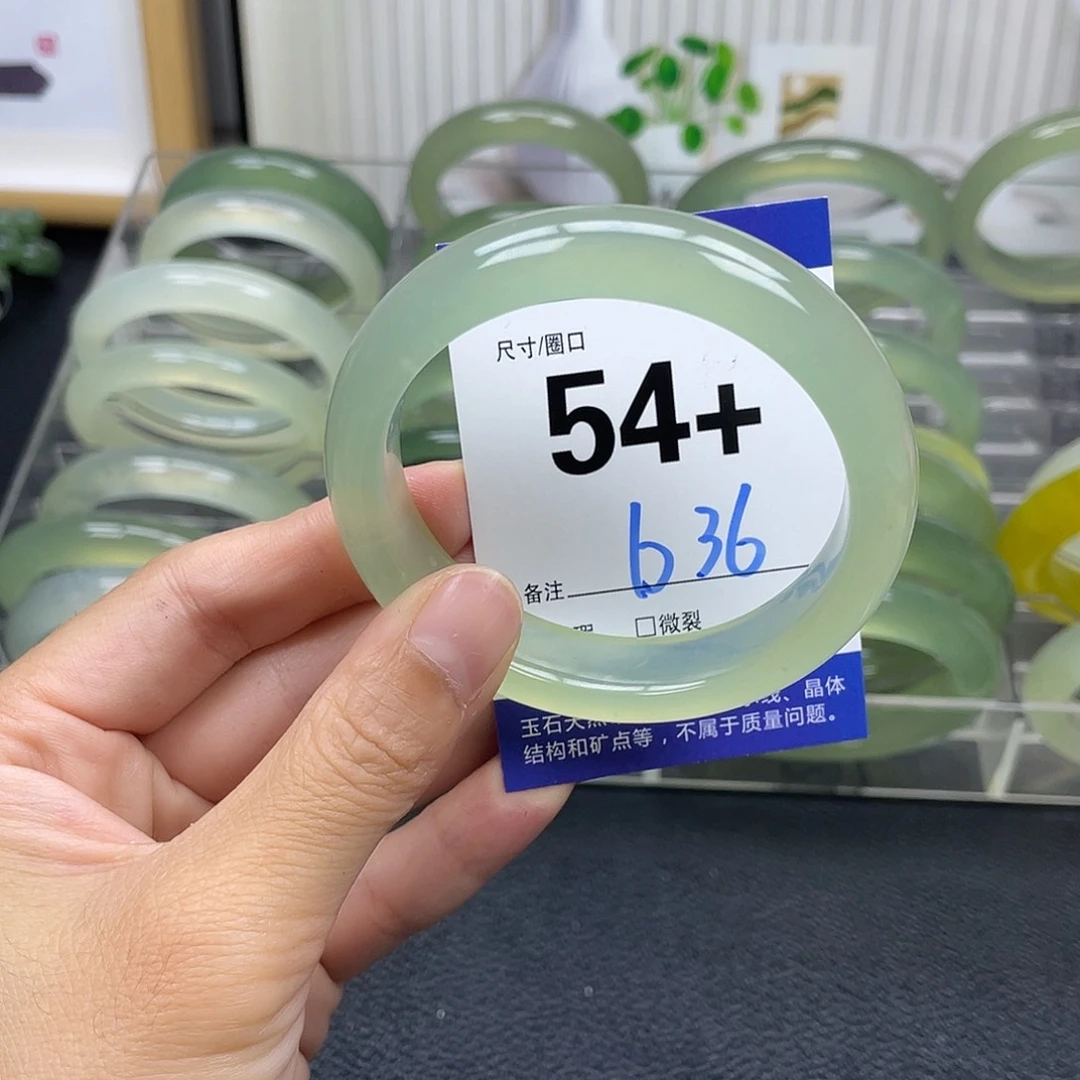 尺寸/圈口
54+
b36
备注
□微裂
玉石天然 、晶体
结构和矿点等，不属于质量问题。